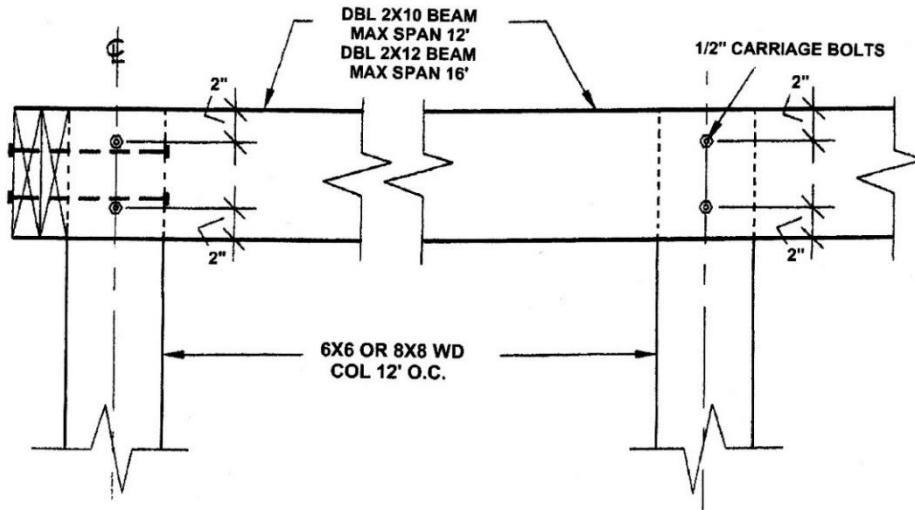 DBL 2X10 BEAM
MAX SPAN 12'
DBL 2X12 BEAM
MAX SPAN 16'
1/2" CARRIAGE BOLTS
℄
2"
2"
2"
2"
6X6 OR 8X8 WD
COL 12' O.C.